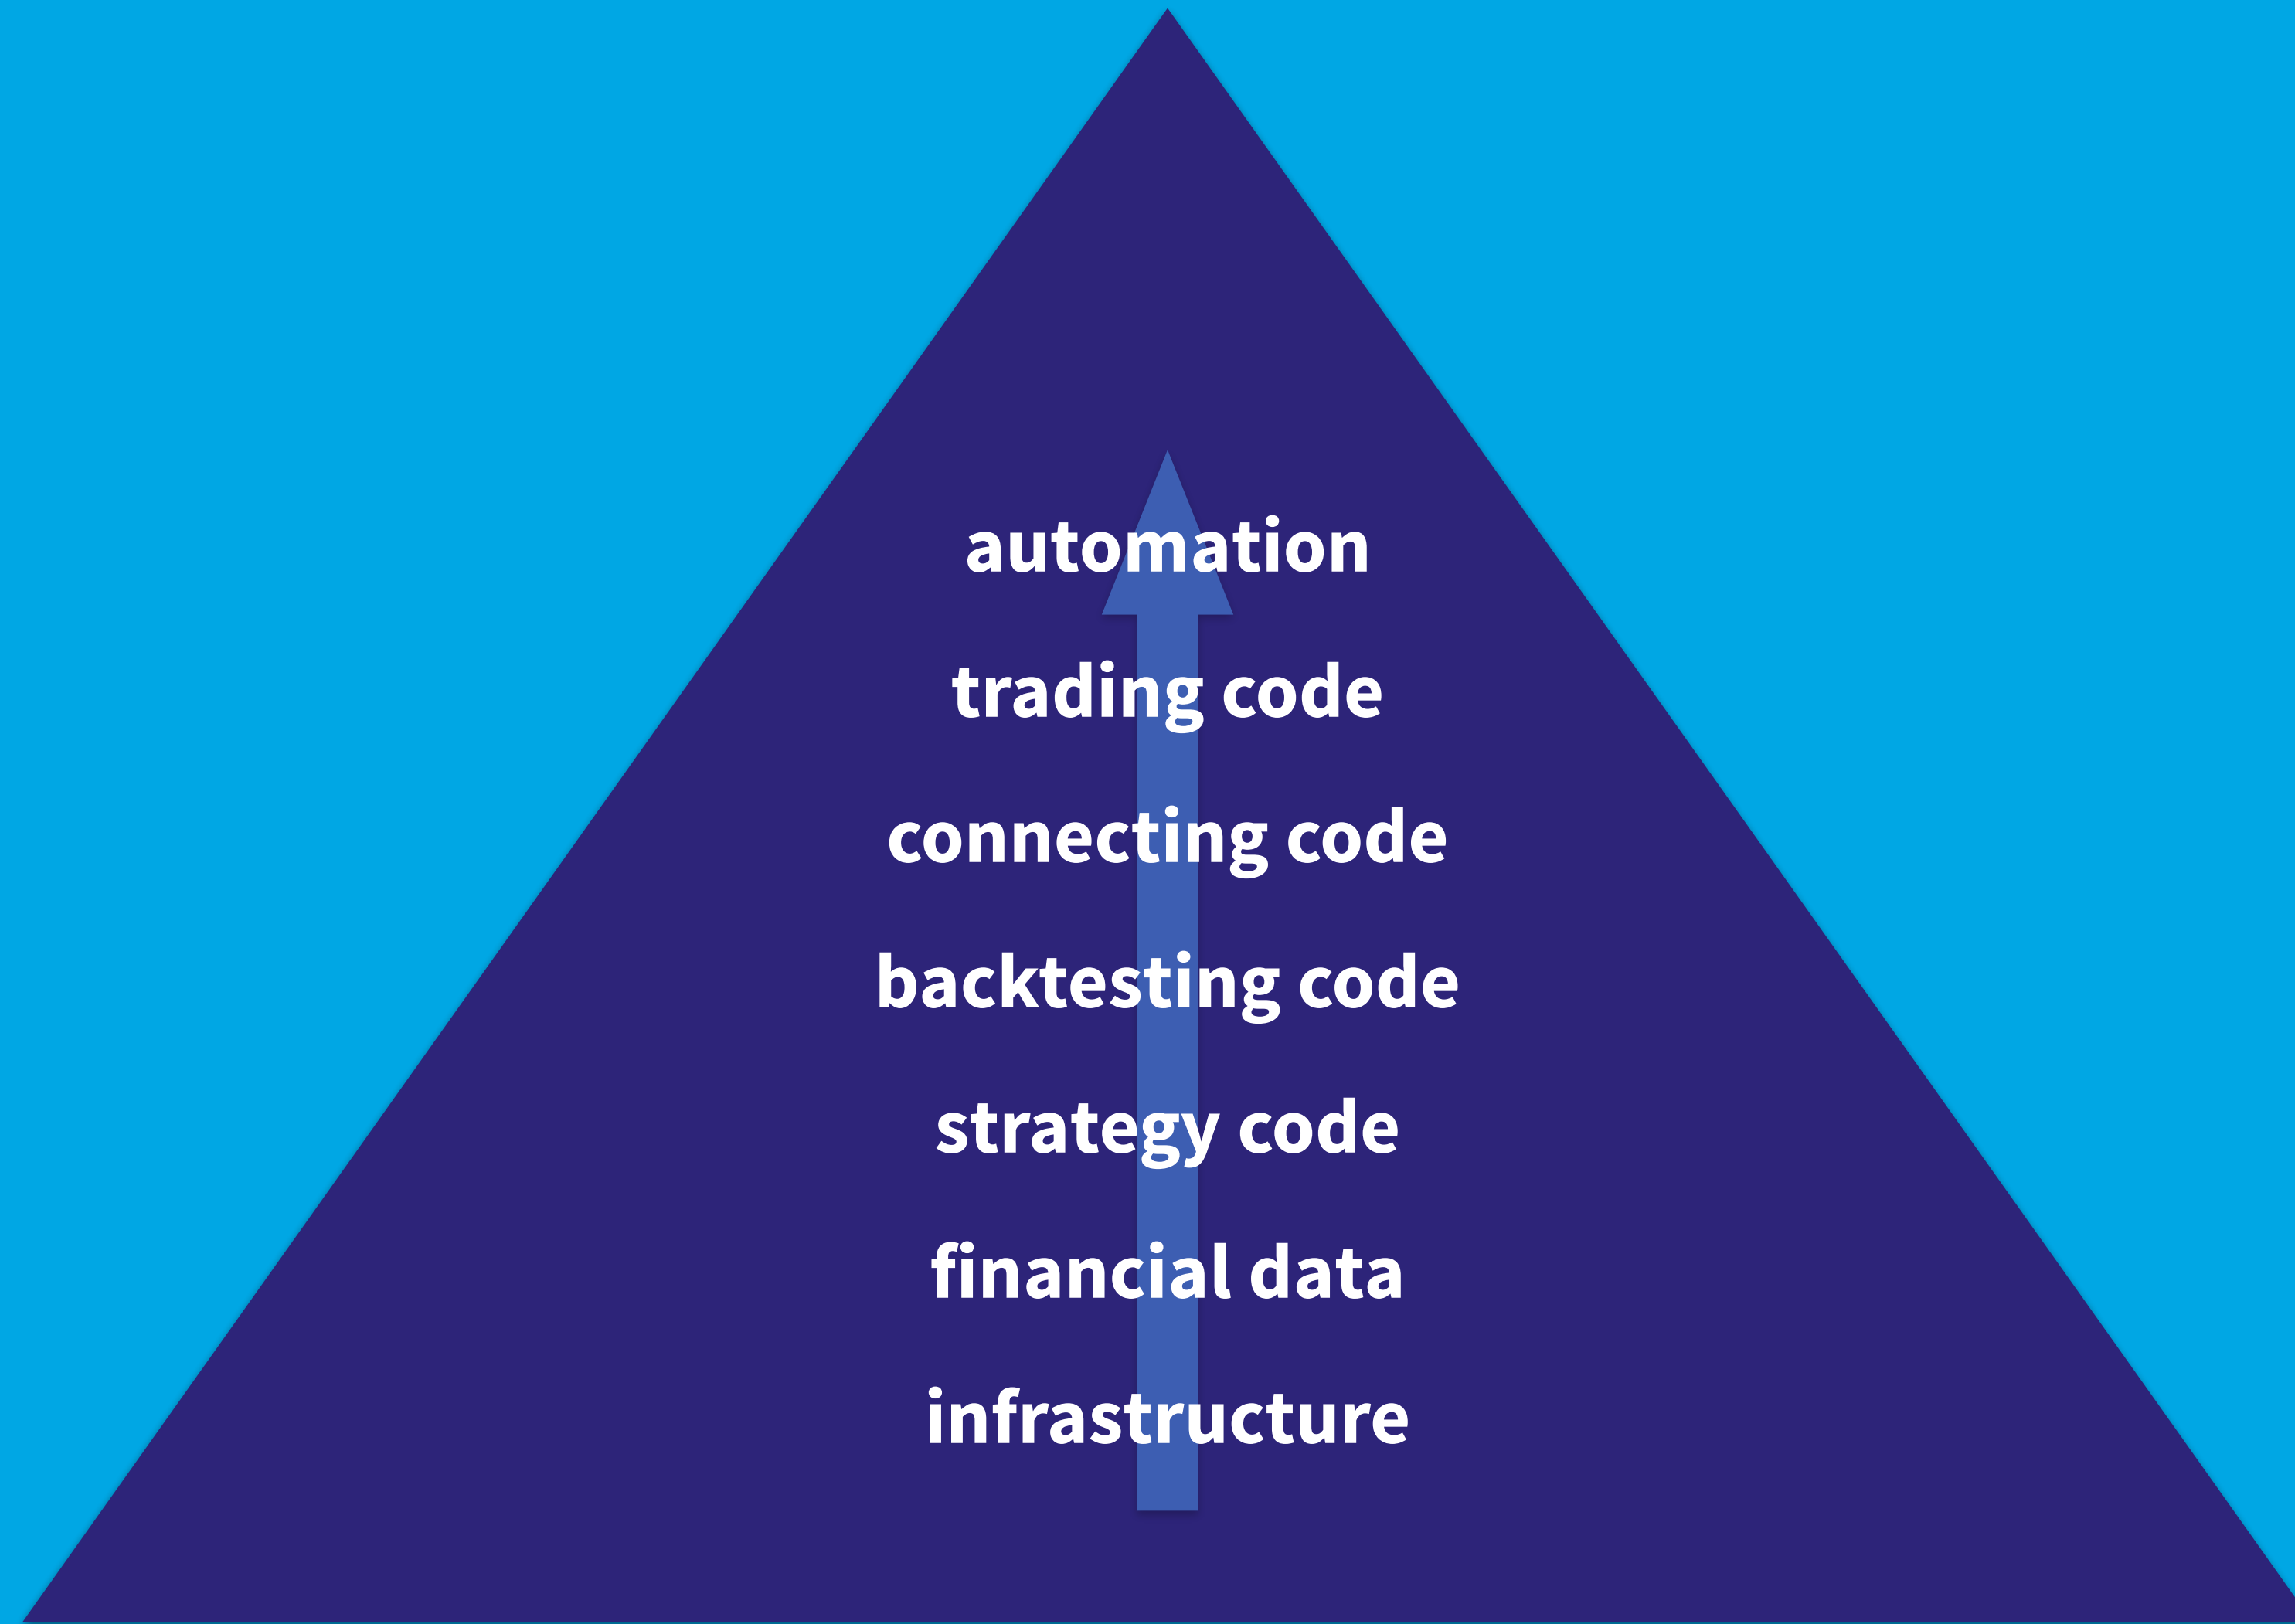 automation
trading code
connecting code
backtesting code
strategy code
financial data
infrastructure